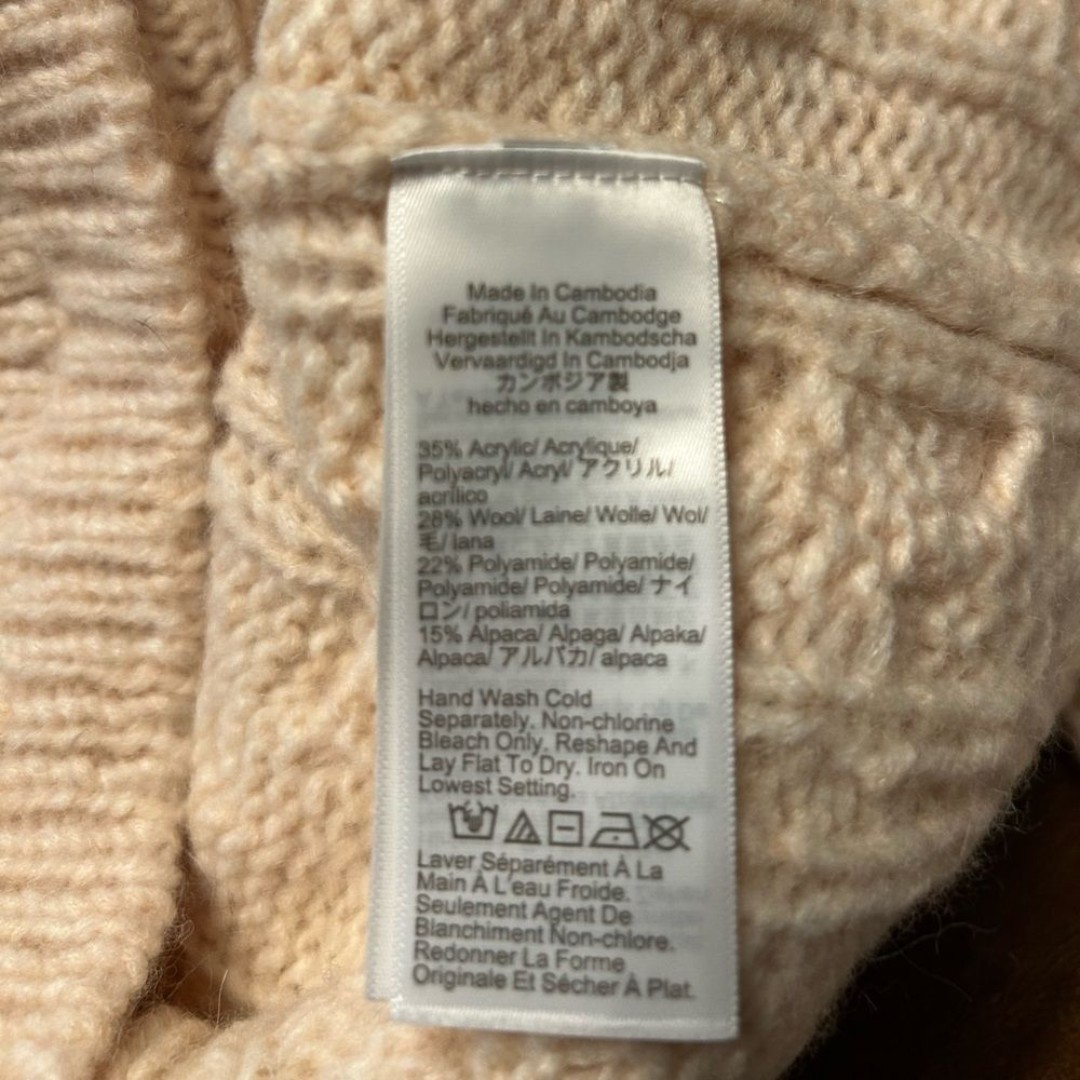 Made In Cambodia
Fabriqué Au Cambodge
Hergestellt In Kambodscha
Vervaardigd In Cambodja
カンボジア製
hecho en camboya
35% Acrylic/ Acrylique/
Polyacryl/ Acryl/ アクリル/
acrílico
28% Wool/ Laine/ Wolle/ Wol/
毛/ lana
22% Polyamide/ Polyamide/
Polyamide/ Polyamide/ ナイ
ロン/ poliamida
15% Alpaca/ Alpaga/ Alpaka/
Alpaca/ アルパカ/ alpaca
Hand Wash Cold
Separately. Non-chlorine
Bleach Only. Reshape And
Lay Flat To Dry. Iron On
Lowest Setting.
Laver Séparément À La
Main À L'eau Froide.
Seulement Agent De
Blanchiment Non-chlore.
Redonner La Forme
Originale Et Sécher À Plat.